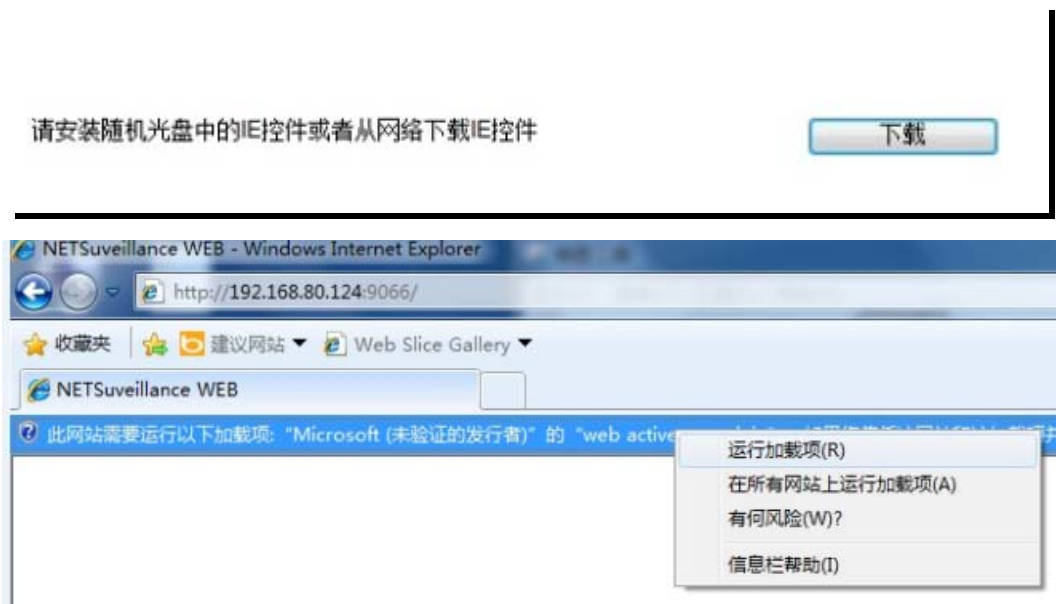 请安装随机光盘中的IE控件或者从网络下载IE控件
下载
NETSuveillance WEB - Windows Internet Explorer
http://192.168.80.124:9066/
收藏夹 建议网站 Web Slice Gallery
NETSuveillance WEB
此网站需要运行以下加载项: “Microsoft (未验证的发行者)” 的 “web active
运行加载项(R)
在所有网站上运行加载项(A)
有何风险(W)?
信息栏帮助(I)